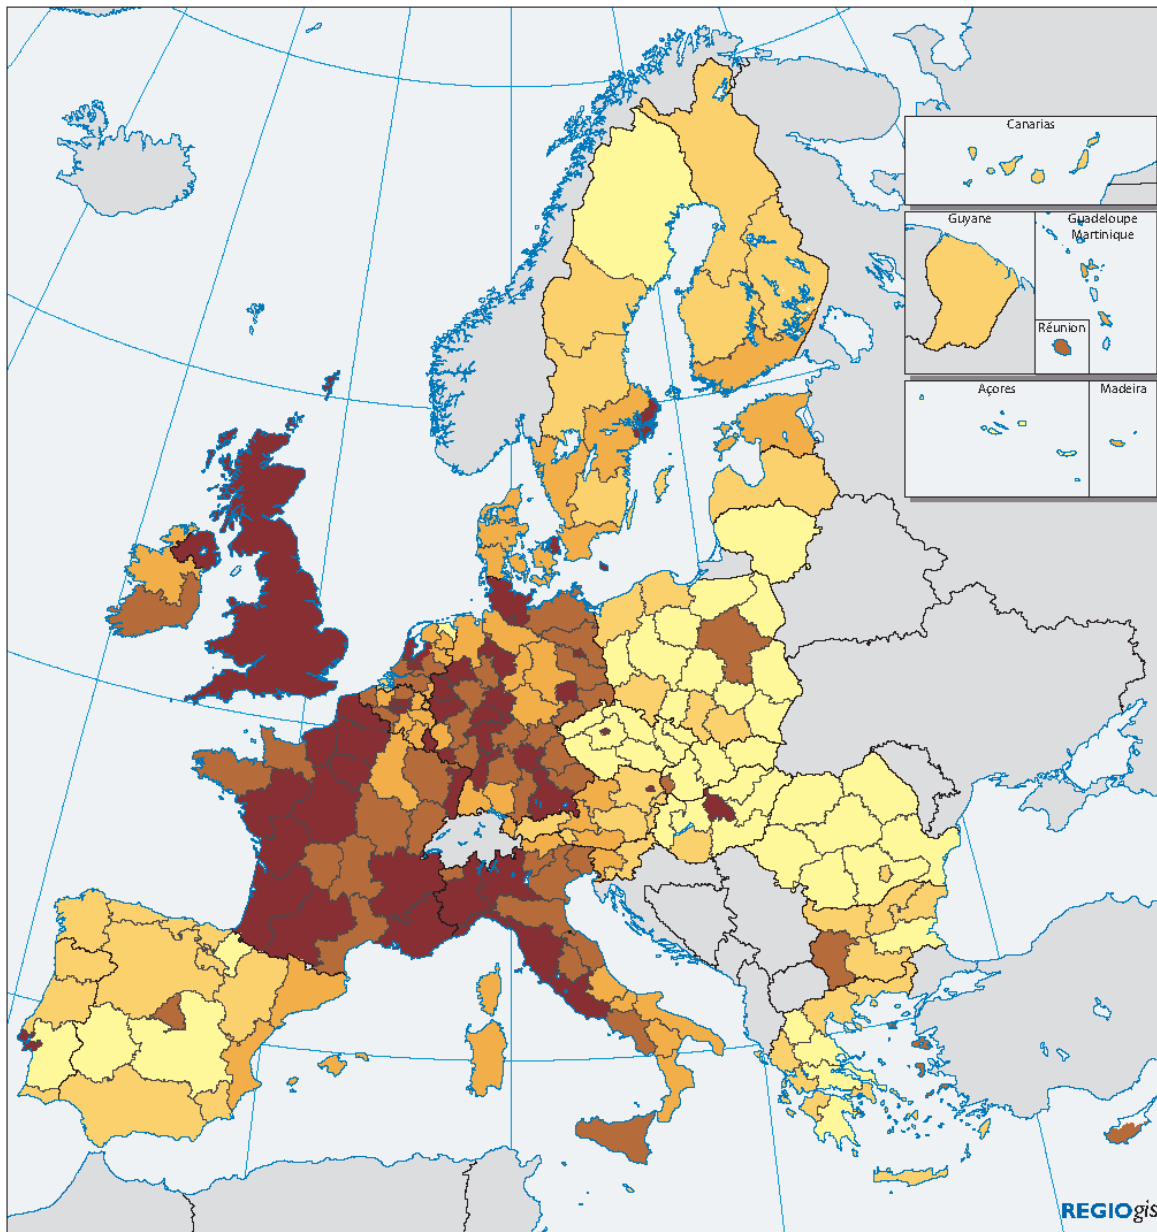 Canarias
Guyane
Guadeloupe
Martinique
Réunion
Açores
Madeira
REGIOgis